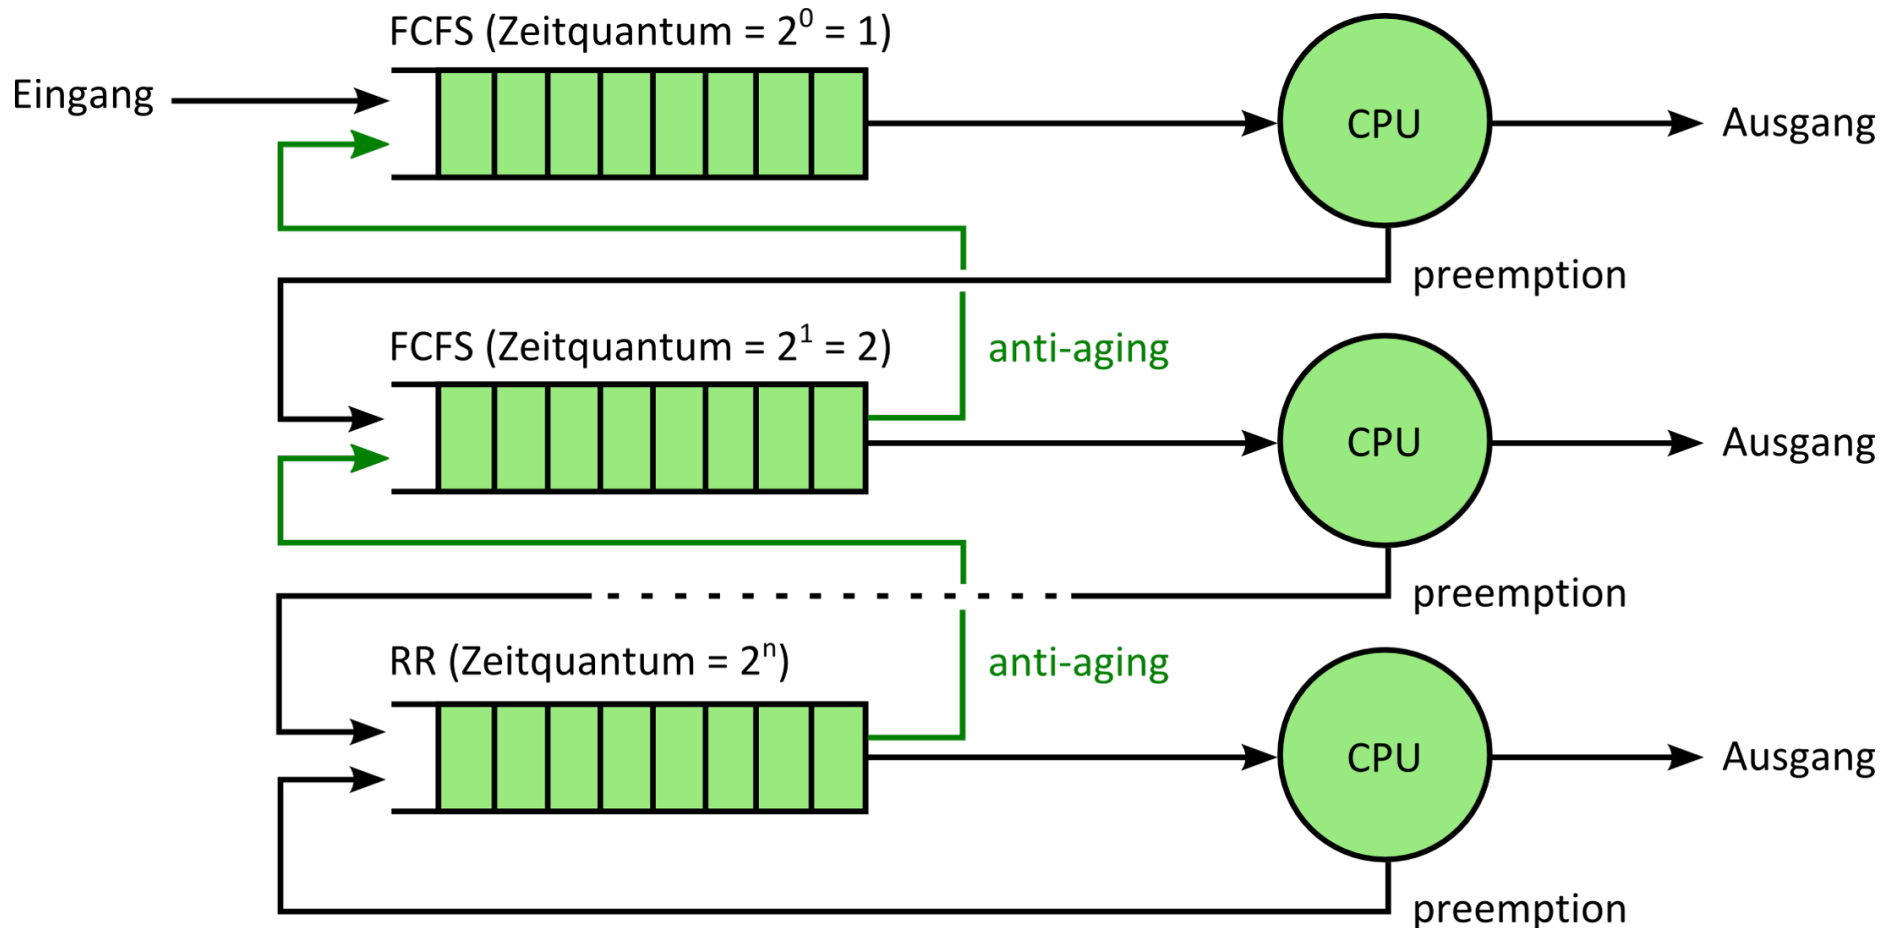 FCFS (Zeitquantum = 2⁰ = 1)
Eingang
CPU
Ausgang
preemption
FCFS (Zeitquantum = 2¹ = 2)
anti-aging
CPU
Ausgang
preemption
RR (Zeitquantum = 2ⁿ)
anti-aging
CPU
Ausgang
preemption